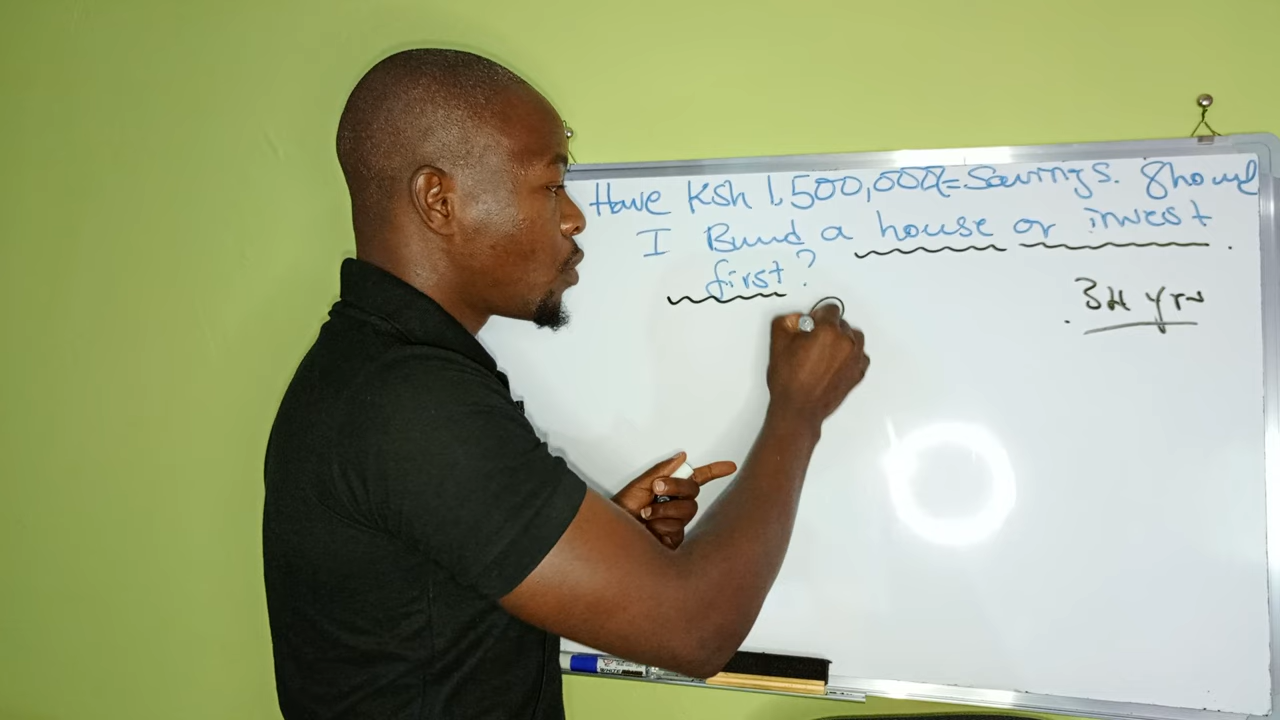 Have Ksh 1,500,000/= Savings. Should
I Build a house or invest .
first?
. 34 yrs